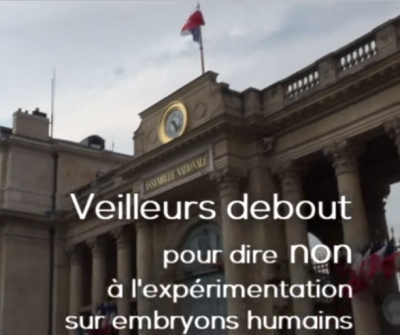 ASSEMBLÉE NATIONALE
Veilleurs debout
pour dire non
à l'expérimentation
sur embryons humains